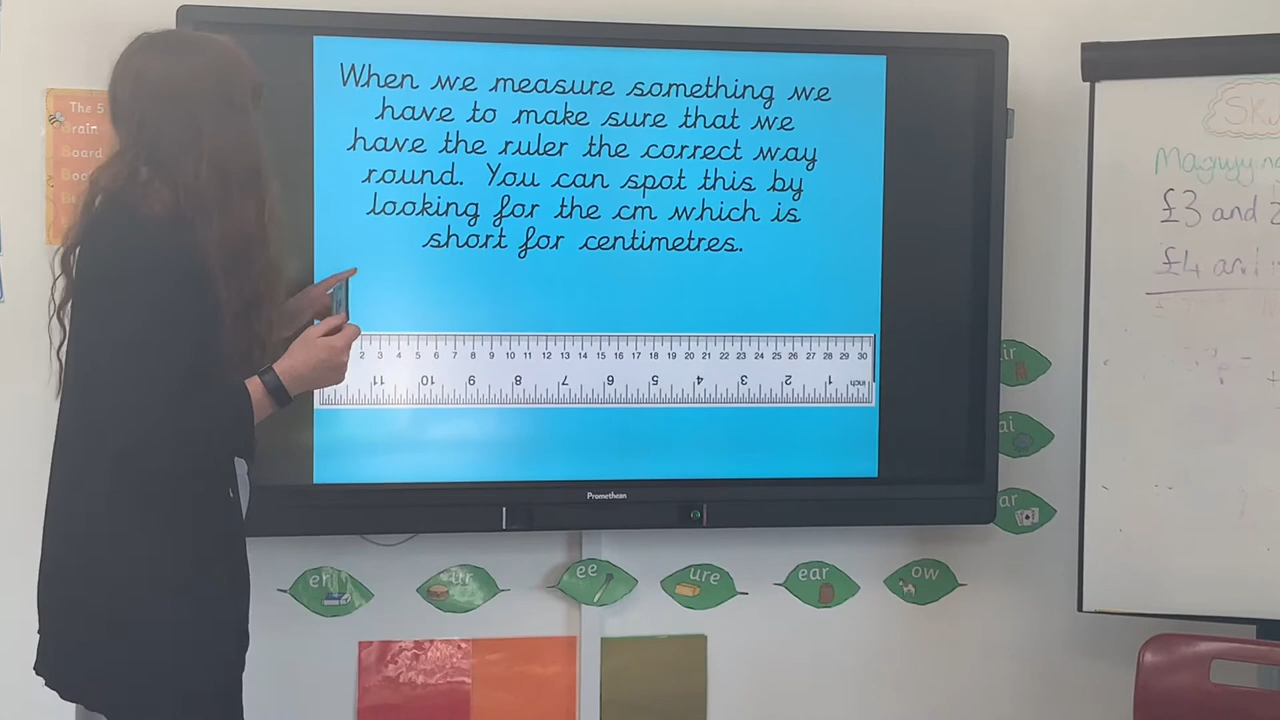 When we measure something we
have to make sure that we
have the ruler the correct way
round. You can spot this by
looking for the cm which is
short for centimetres.
2 3 4 5 6 7 8 9 10 11 12 13 14 15 16 17 18 19 20 21 22 23 24 25 26 27 28 29 30
11 10 9 8 7 6 5 4 3 2 1 inch
Promethean
The 5
Brain
Board
£3 and
£4 and
ir
ai
ar
er
ur
ee
ure
ear
ow